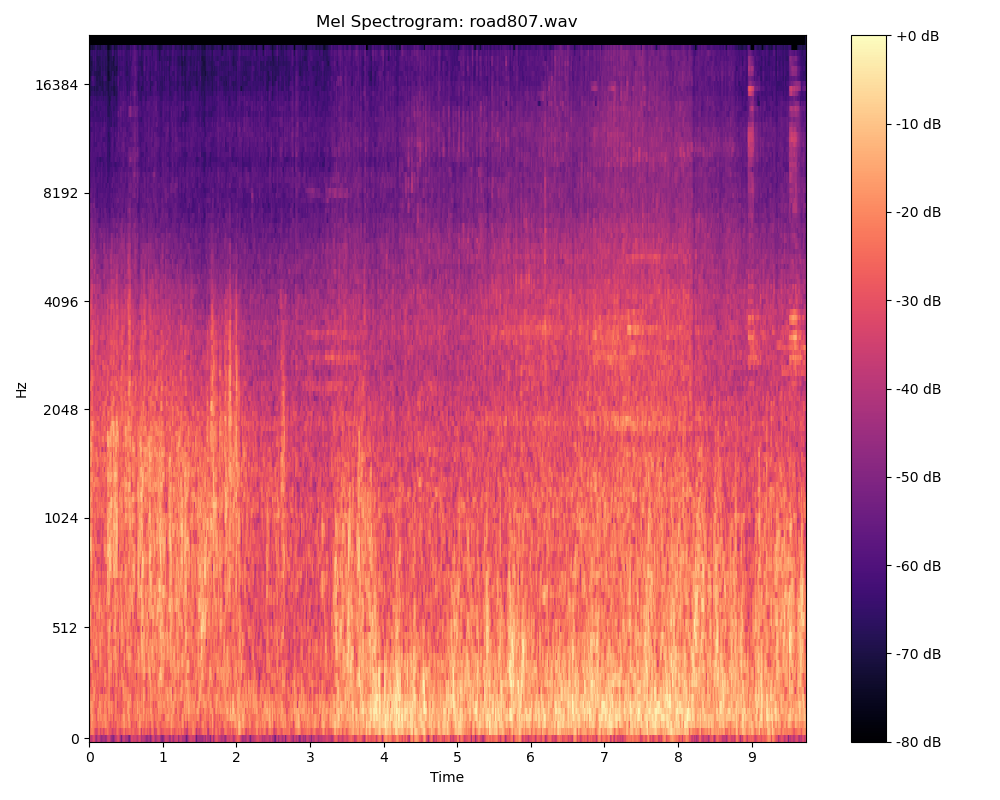 Mel Spectrogram: road807.wav
+0 dB
16384
-10 dB
8192
-20 dB
4096
-30 dB
Hz
-40 dB
2048
-50 dB
1024
-60 dB
512
-70 dB
0
-80 dB
0 1 2 3 4 5 6 7 8 9
Time